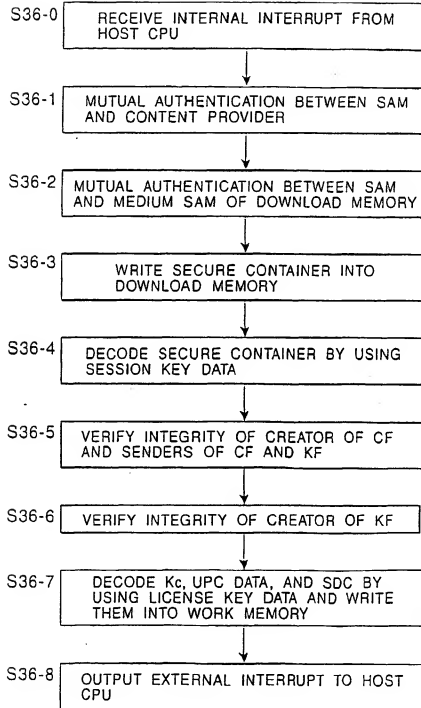 S36-0
RECEIVE INTERNAL INTERRUPT FROM
HOST CPU
S36-1
MUTUAL AUTHENTICATION BETWEEN SAM
AND CONTENT PROVIDER
S36-2
MUTUAL AUTHENTICATION BETWEEN SAM
AND MEDIUM SAM OF DOWNLOAD MEMORY
S36-3
WRITE SECURE CONTAINER INTO
DOWNLOAD MEMORY
S36-4
DECODE SECURE CONTAINER BY USING
SESSION KEY DATA
S36-5
VERIFY INTEGRITY OF CREATOR OF CF
AND SENDERS OF CF AND KF
S36-6
VERIFY INTEGRITY OF CREATOR OF KF
S36-7
DECODE Kc, UPC DATA, AND SDC BY
USING LICENSE KEY DATA AND WRITE
THEM INTO WORK MEMORY
S36-8
OUTPUT EXTERNAL INTERRUPT TO HOST
CPU